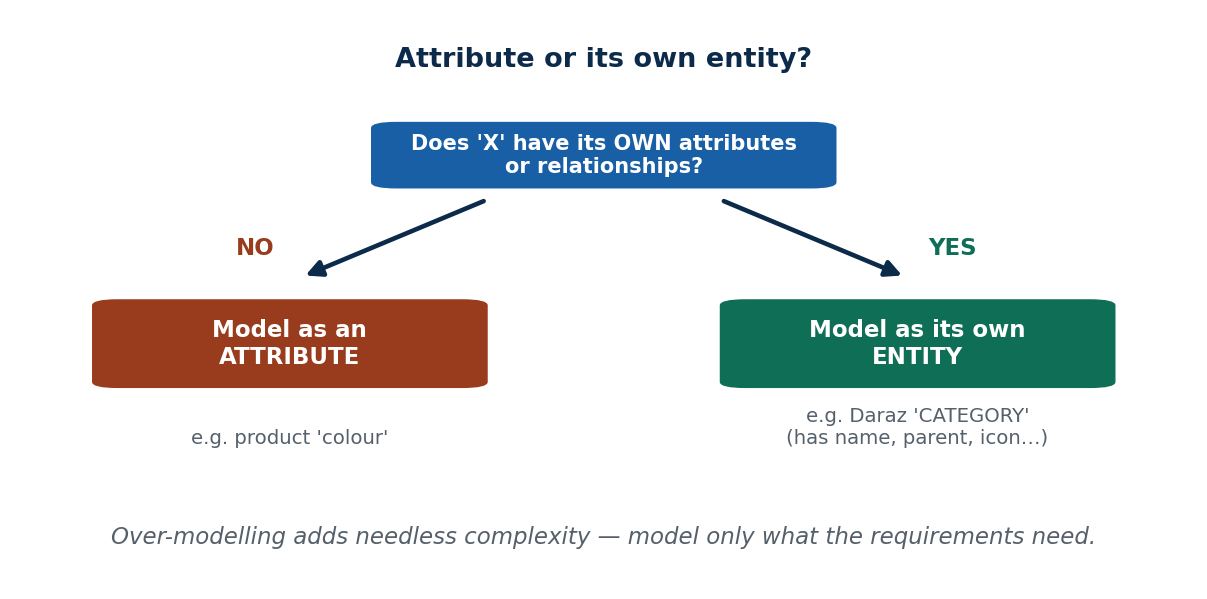 Attribute or its own entity?
Does 'X' have its OWN attributes
or relationships?
NO
YES
Model as an
ATTRIBUTE
Model as its own
ENTITY
e.g. product 'colour'
e.g. Daraz 'CATEGORY'
(has name, parent, icon…)
Over-modelling adds needless complexity — model only what the requirements need.